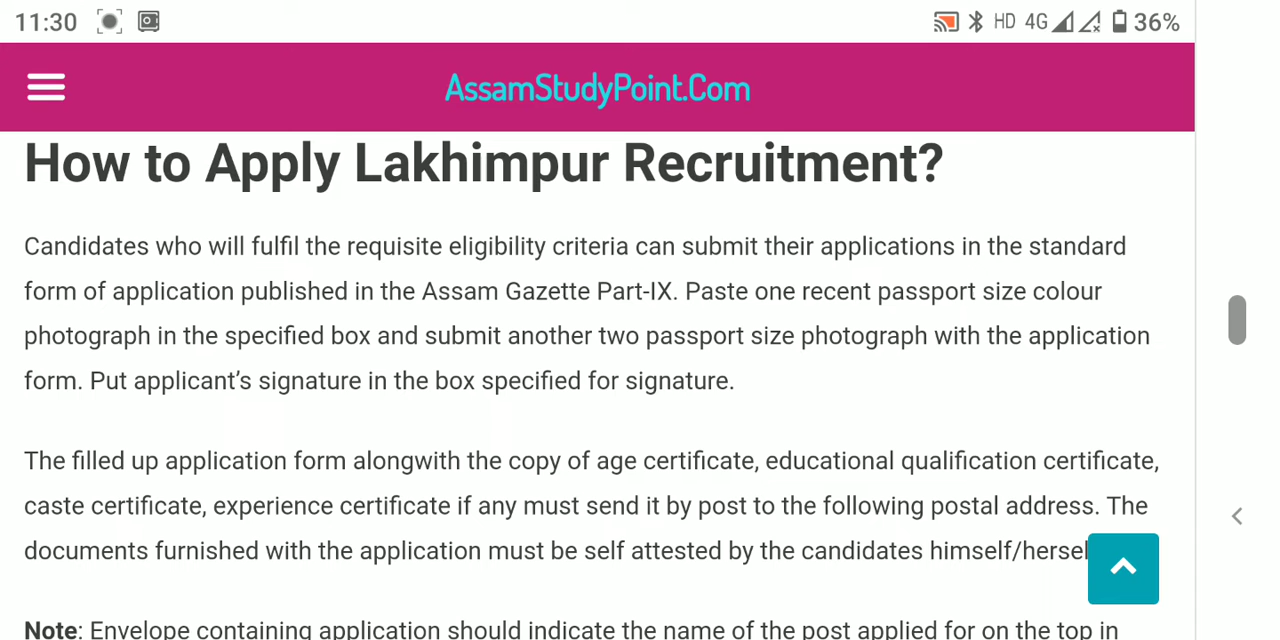 11:30 HD 4G 36%
AssamStudyPoint.Com
How to Apply Lakhimpur Recruitment?
Candidates who will fulfil the requisite eligibility criteria can submit their applications in the standard
form of application published in the Assam Gazette Part-IX. Paste one recent passport size colour
photograph in the specified box and submit another two passport size photograph with the application
form. Put applicant’s signature in the box specified for signature.
The filled up application form alongwith the copy of age certificate, educational qualification certificate,
caste certificate, experience certificate if any must send it by post to the following postal address. The
documents furnished with the application must be self attested by the candidates
Note: Envelope containing application should indicate the name of the post applied for on the top in